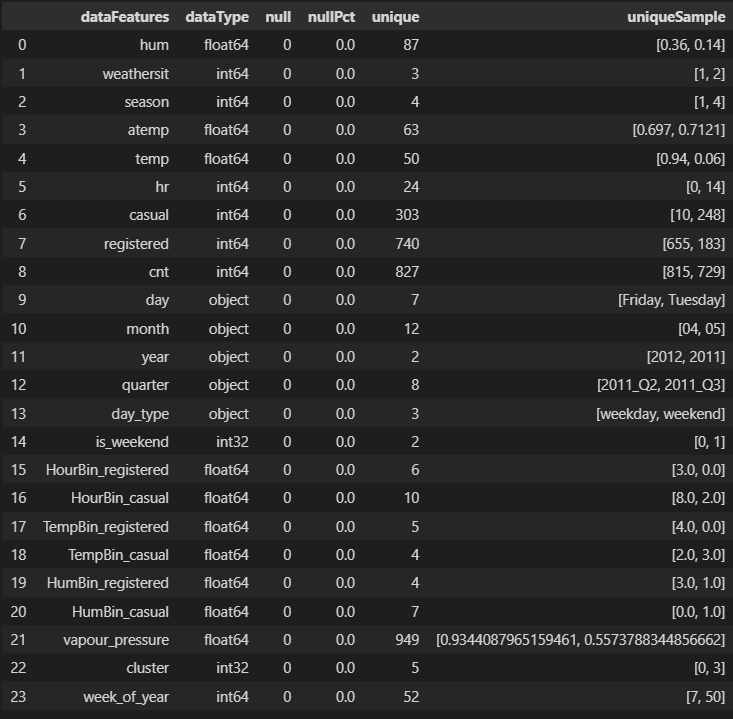 dataFeatures dataType null nullPct unique uniqueSample
0 hum float64 0 0.0 87 [0.36, 0.14]
1 weathersit int64 0 0.0 3 [1, 2]
2 season int64 0 0.0 4 [1, 4]
3 atemp float64 0 0.0 63 [0.697, 0.7121]
4 temp float64 0 0.0 50 [0.94, 0.06]
5 hr int64 0 0.0 24 [0, 14]
6 casual int64 0 0.0 303 [10, 248]
7 registered int64 0 0.0 740 [655, 183]
8 cnt int64 0 0.0 827 [815, 729]
9 day object 0 0.0 7 [Friday, Tuesday]
10 month object 0 0.0 12 [04, 05]
11 year object 0 0.0 2 [2012, 2011]
12 quarter object 0 0.0 8 [2011_Q2, 2011_Q3]
13 day_type object 0 0.0 3 [weekday, weekend]
14 is_weekend int32 0 0.0 2 [0, 1]
15 HourBin_registered float64 0 0.0 6 [3.0, 0.0]
16 HourBin_casual float64 0 0.0 10 [8.0, 2.0]
17 TempBin_registered float64 0 0.0 5 [4.0, 0.0]
18 TempBin_casual float64 0 0.0 4 [2.0, 3.0]
19 HumBin_registered float64 0 0.0 4 [3.0, 1.0]
20 HumBin_casual float64 0 0.0 7 [0.0, 1.0]
21 vapour_pressure float64 0 0.0 949 [0.9344087965159461, 0.5573788344856662]
22 cluster int32 0 0.0 5 [0, 3]
23 week_of_year int64 0 0.0 52 [7, 50]